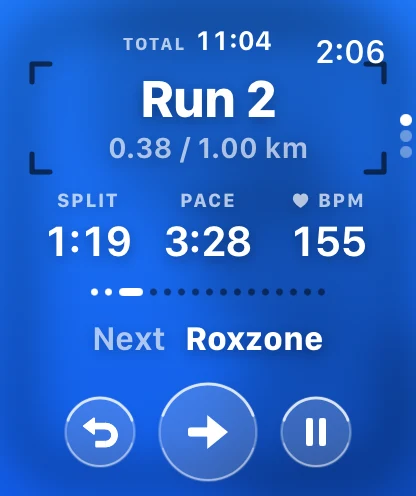 TOTAL 11:04
2:06
Run 2
0.38 / 1.00 km
SPLIT PACE BPM
1:19 3:28 155
Next Roxzone